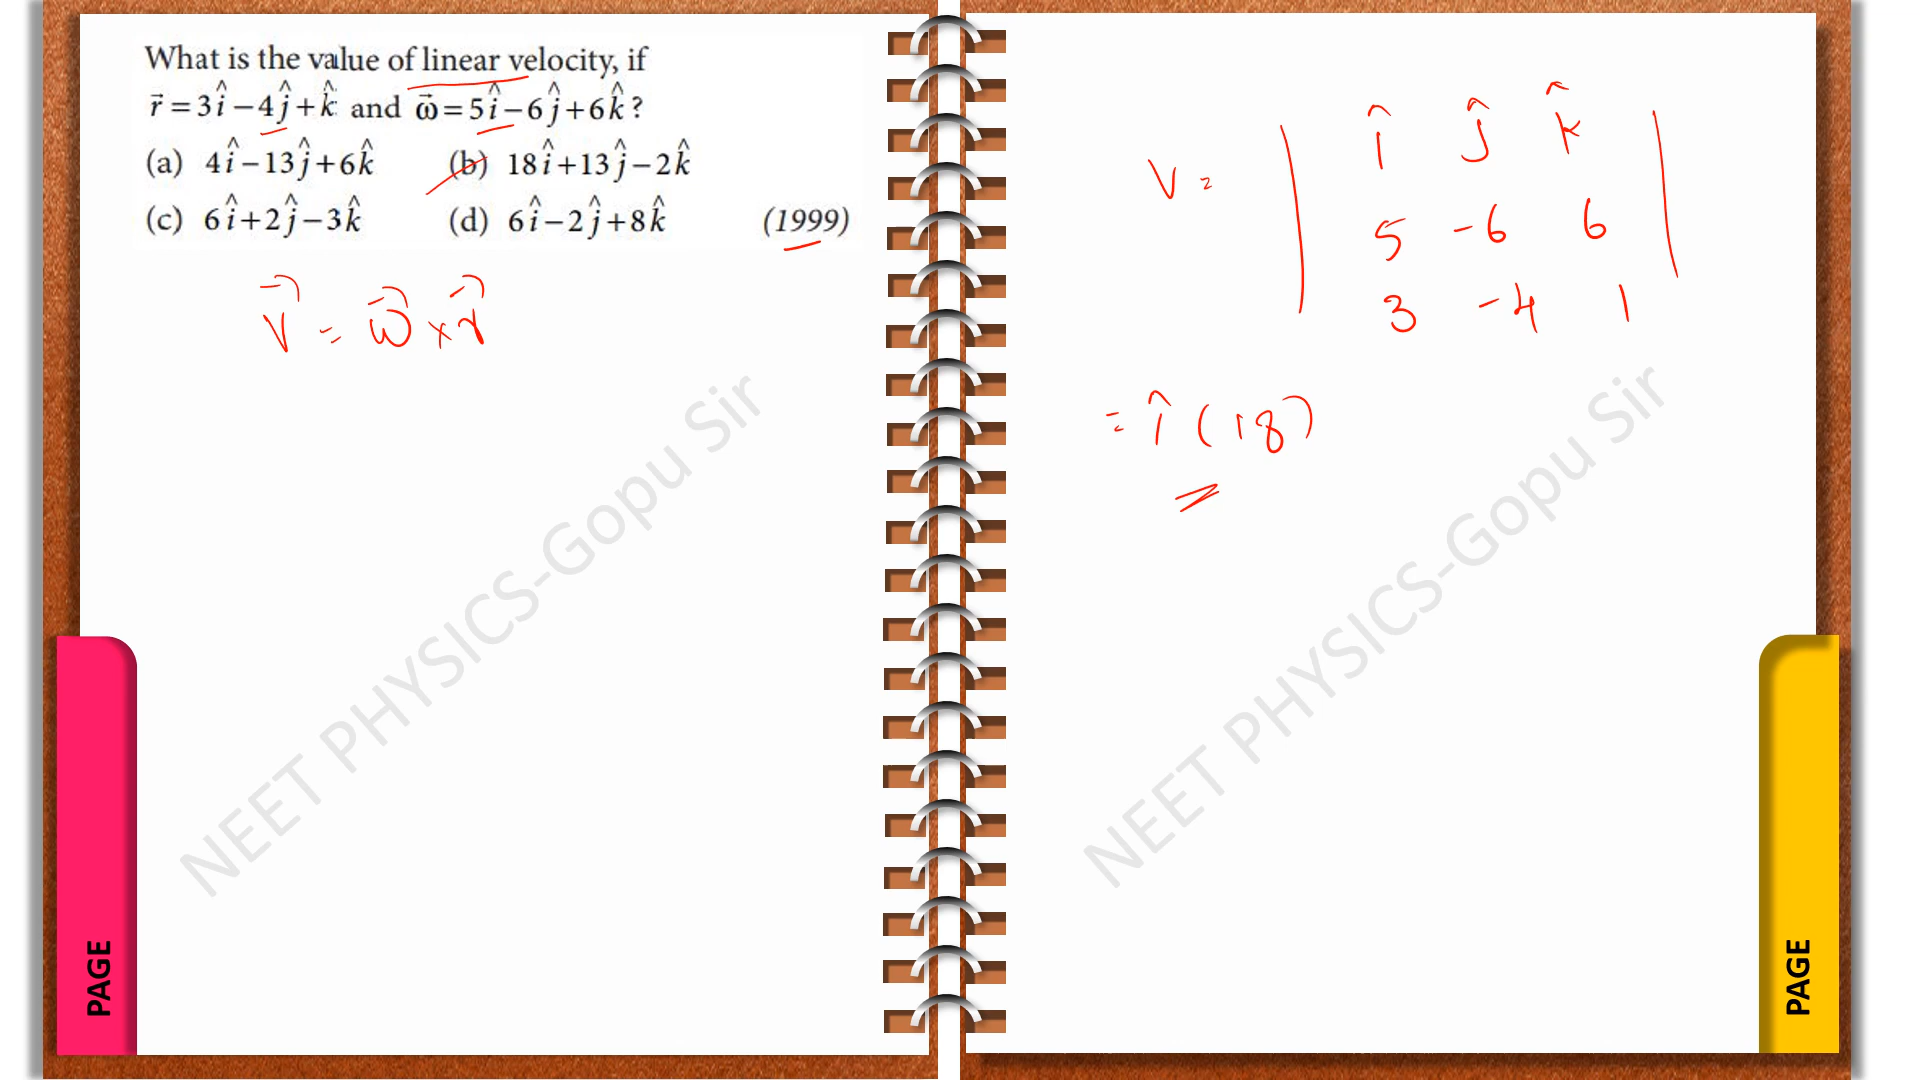 What is the value of linear velocity, if
r⃗ = 3î − 4ĵ + k̂ and ω⃗ = 5î − 6ĵ + 6k̂ ?
(a) 4î − 13ĵ + 6k̂ (b) 18î + 13ĵ − 2k̂
(c) 6î + 2ĵ − 3k̂ (d) 6î − 2ĵ + 8k̂ (1999)
V⃗ = ω⃗ × r⃗
NEET PHYSICS-Gopu Sir
PAGE
î ĵ k̂
V =
5 -6 6
3 -4 1
= î (18)
NEET PHYSICS-Gopu Sir
PAGE